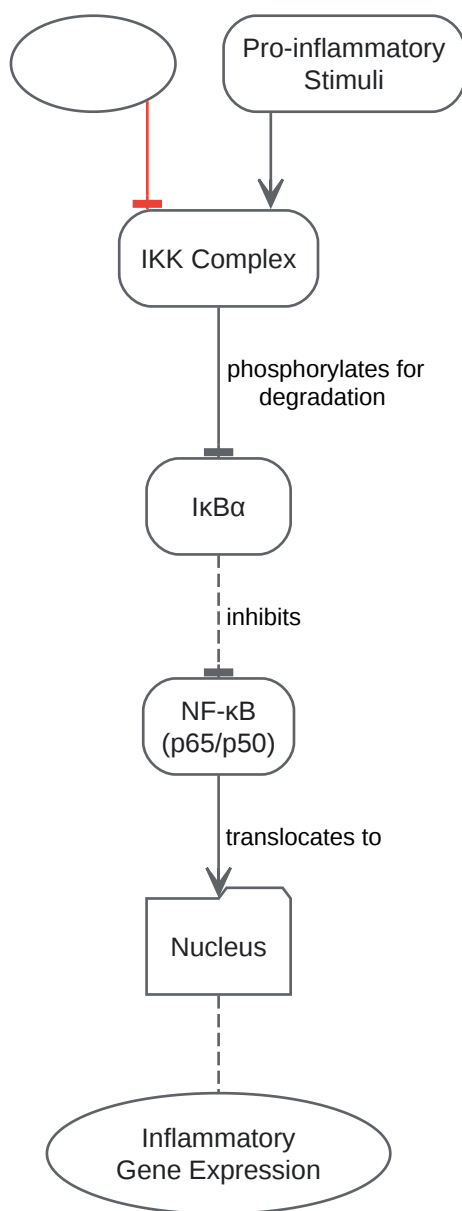 Pro-inflammatory
Stimuli
IKK Complex
phosphorylates for
degradation
IκBα
inhibits
NF-κB
(p65/p50)
translocates to
Nucleus
Inflammatory
Gene Expression